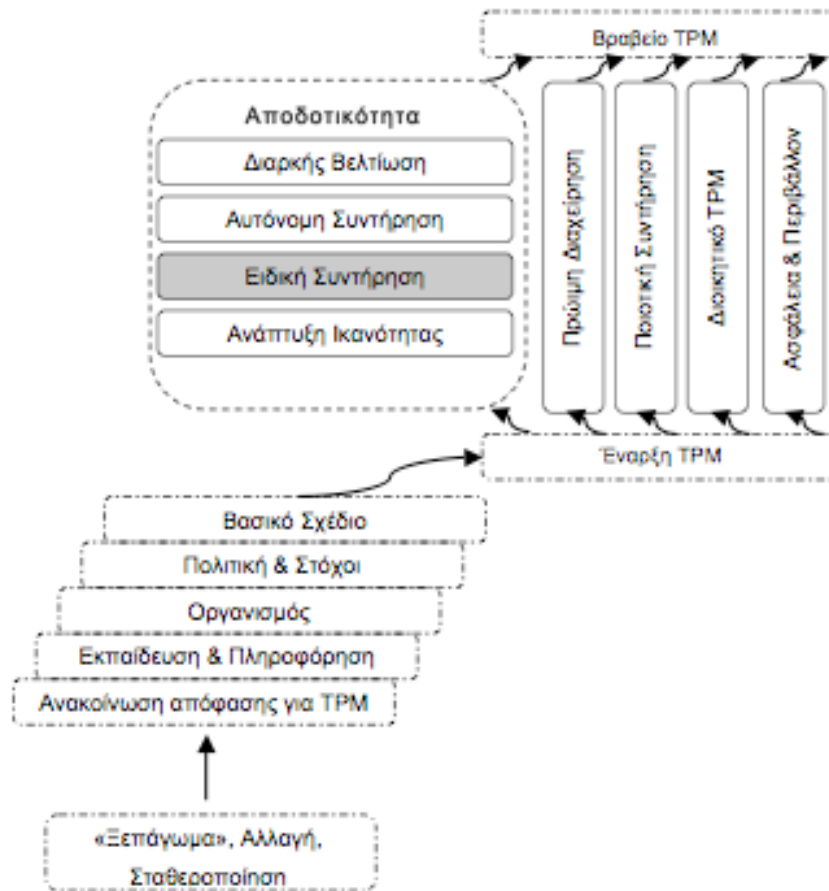 Βραβείο TPM
Αποδοτικότητα
Διαρκής Βελτίωση
Αυτόνομη Συντήρηση
Ειδική Συντήρηση
Ανάπτυξη Ικανότητας
Πρώιμη Διαχείρηση
Ποιοτική Συντήρηση
Διοικητικό TPM
Ασφάλεια & Περιβάλλον
Έναρξη TPM
Βασικό Σχέδιο
Πολιτική & Στόχοι
Οργανισμός
Εκπαίδευση & Πληροφόρηση
Ανακοίνωση απόφασης για TPM
«Ξεπάγωμα», Αλλαγή,
Σταθεροποίηση